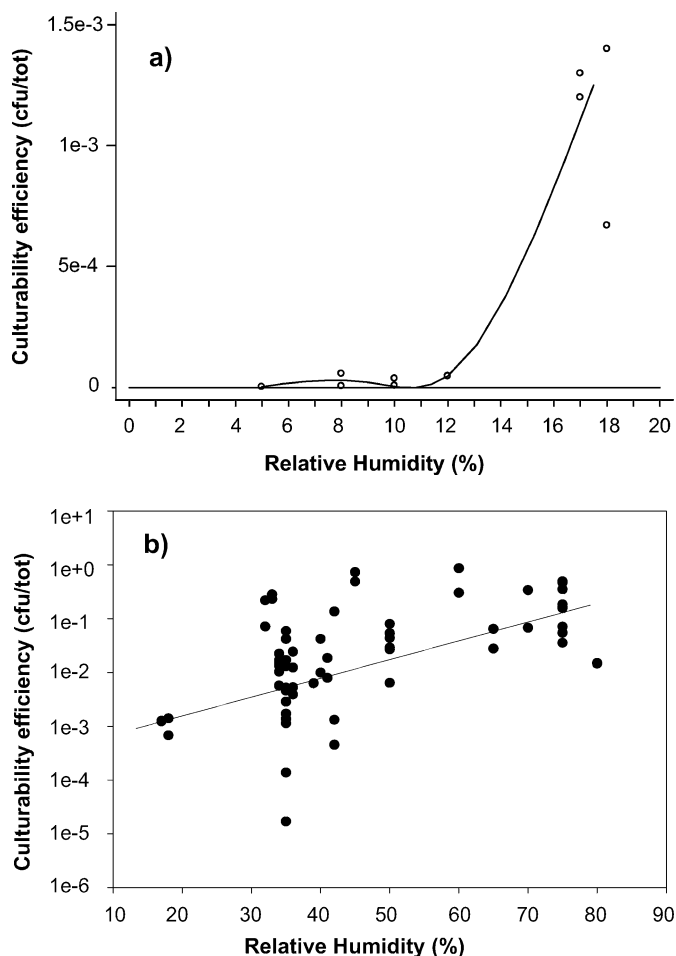 1.5e-3
a)
1e-3
5e-4
0
Culturability efficiency (cfu/tot)
0 2 4 6 8 10 12 14 16 18 20
Relative Humidity (%)
1e+1
b)
1e+0
1e-1
1e-2
1e-3
1e-4
1e-5
1e-6
Culturability efficiency (cfu/tot)
10 20 30 40 50 60 70 80 90
Relative Humidity (%)